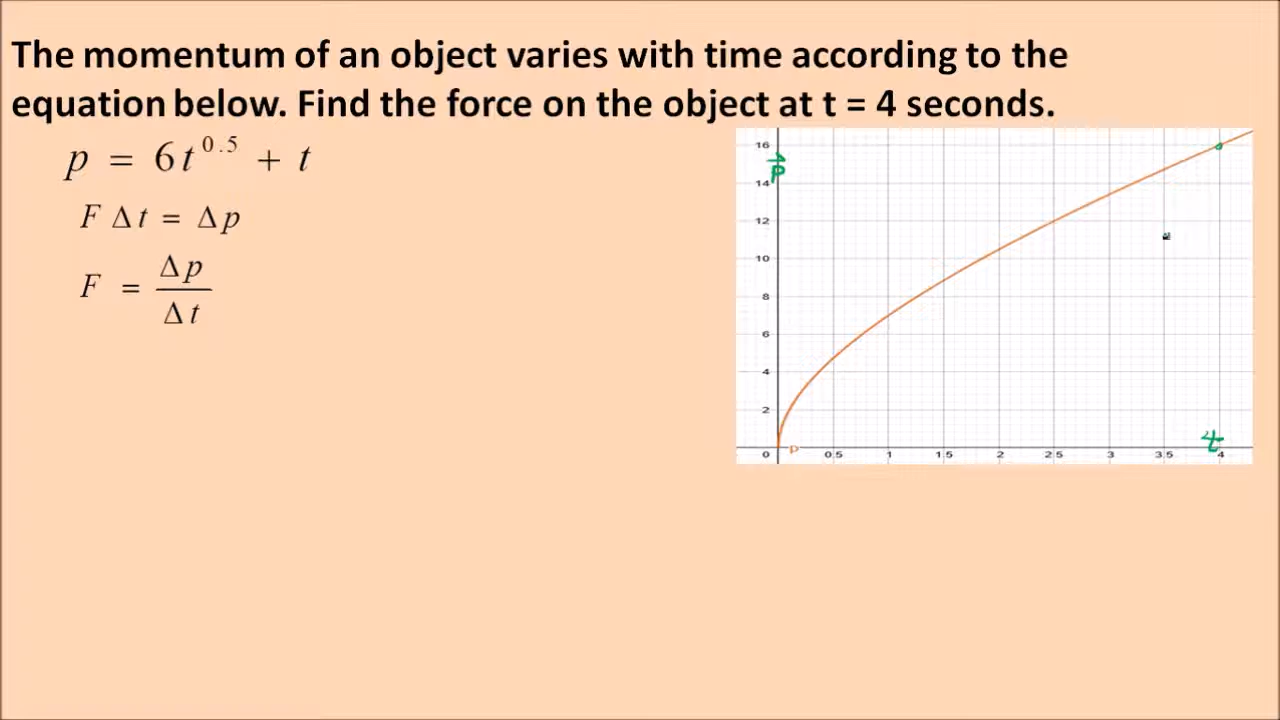 The momentum of an object varies with time according to the
equation below. Find the force on the object at t = 4 seconds.
p = 6t^0.5 + t
F Δt = Δp
F = Δp / Δt
p⃗
16
14
12
10
8
6
4
2
0 p 0.5 1 1.5 2 2.5 3 3.5 4
t